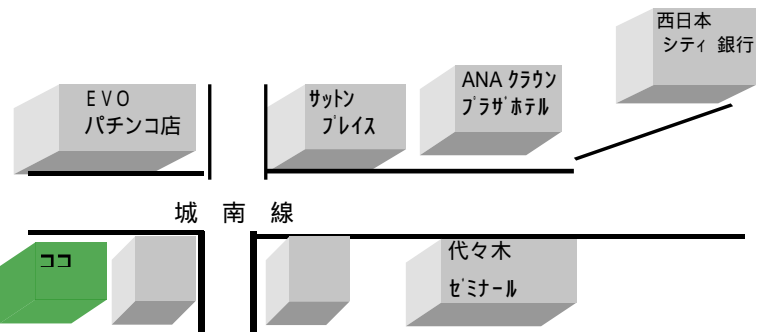 西日本
シティ 銀行
EVO
パチンコ店
ｻｯﾄﾝ
ﾌﾟﾚｲｽ
ANA ｸﾗｳﾝ
ﾌﾟﾗｻﾞﾎﾃﾙ
城 南 線
ココ
代々木
ｾﾞﾐﾅｰﾙ